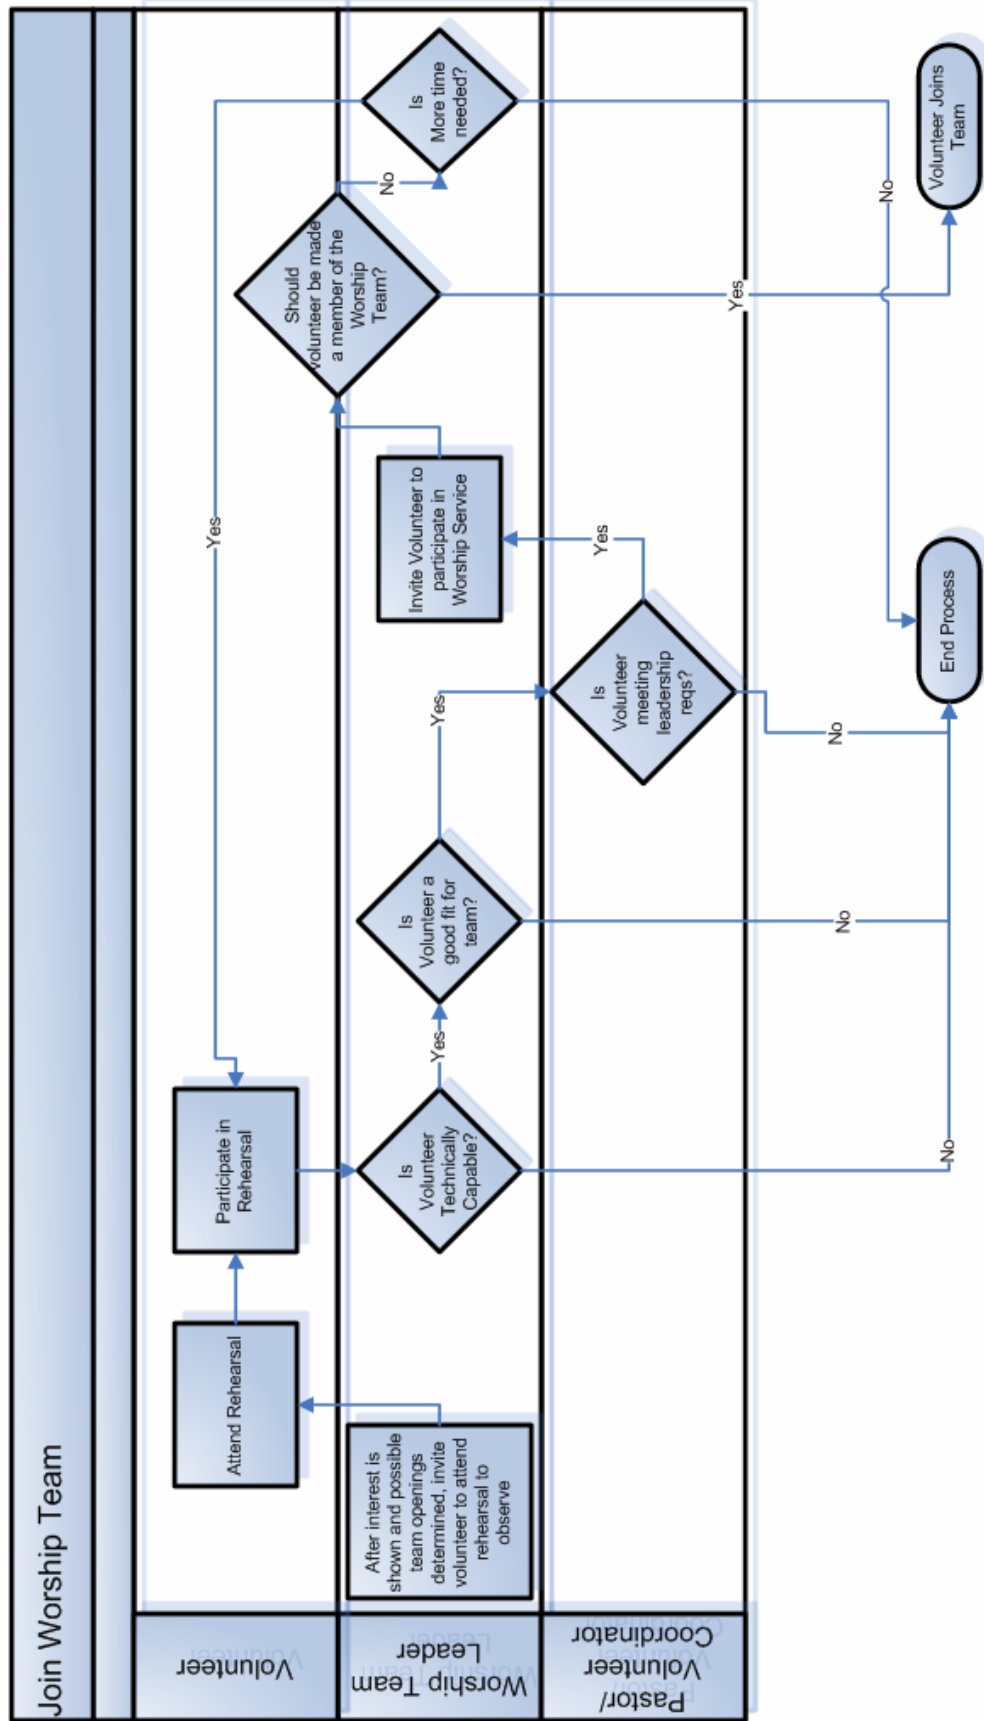 Join Worship Team
Volunteer
Worship Team
Leader
Pastor/
Volunteer
Coordinator
After interest is
shown and possible
team openings
determined, invite
volunteer to attend
rehearsal to
observe
Attend Rehearsal
Participate in
Rehearsal
Is
Volunteer
Technically
Capable?
Yes
No
Is
Volunteer a
good fit for
team?
Yes
No
Is
Volunteer
meeting
leadership
reqs?
Yes
No
Invite Volunteer to
participate in
Worship Service
Should
volunteer be made
a member of the
Worship
Team?
No
Yes
Is
More time
needed?
Yes
No
End Process
Volunteer Joins
Team